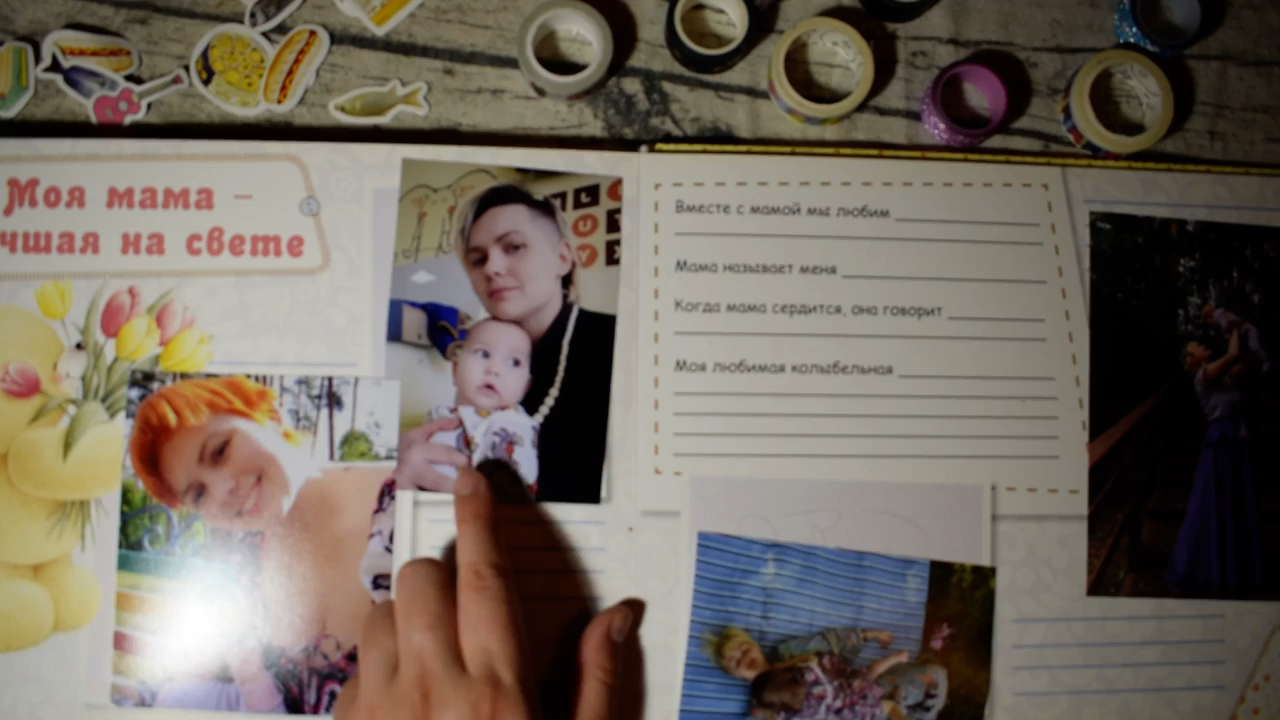 Моя мама –
чшая на свете
L
U T
Y X
Вместе с мамой мы любим
Мама называет меня
Когда мама сердится, она говорит
Моя любимая колыбельная